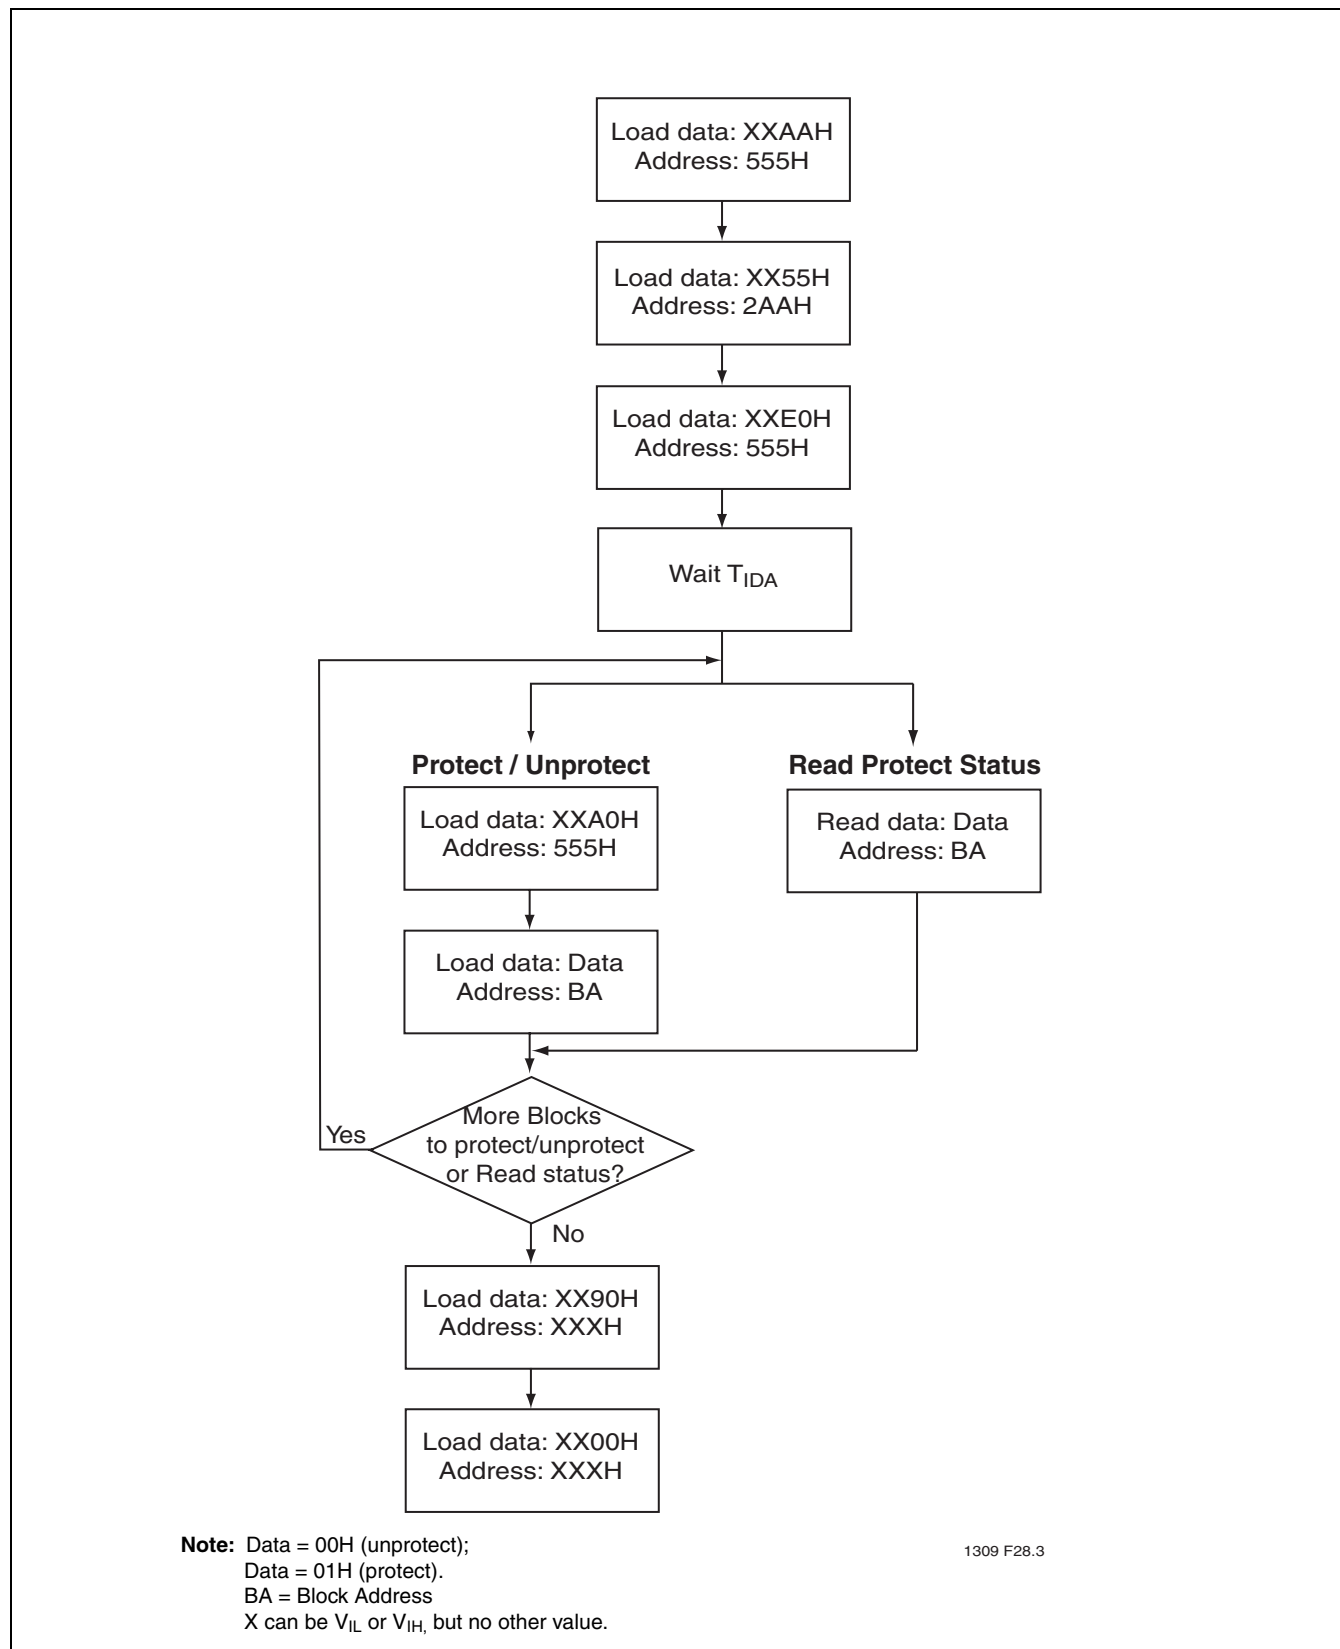 Load data: XXAAH
Address: 555H
Load data: XX55H
Address: 2AAH
Load data: XXE0H
Address: 555H
Wait TIDA
Protect / Unprotect
Load data: XXA0H
Address: 555H
Load data: Data
Address: BA
Read Protect Status
Read data: Data
Address: BA
More Blocks
to protect/unprotect
or Read status?
Yes
No
Load data: XX90H
Address: XXXH
Load data: XX00H
Address: XXXH
Note: Data = 00H (unprotect);
Data = 01H (protect).
BA = Block Address
X can be VIL or VIH, but no other value.
1309 F28.3